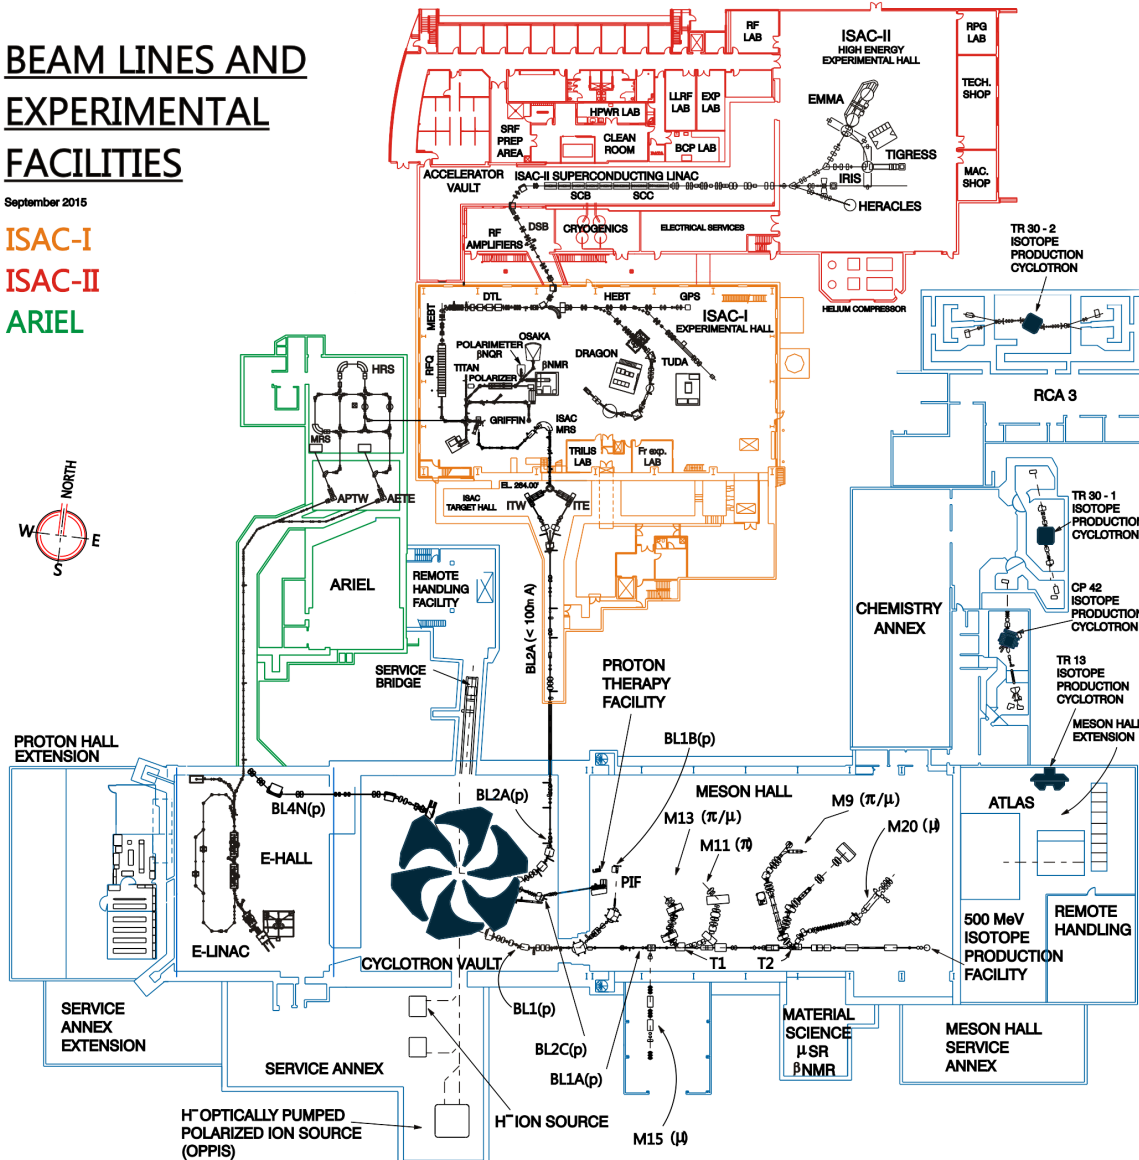 BEAM LINES AND
EXPERIMENTAL
FACILITIES
September 2015
ISAC-I
ISAC-II
ARIEL
RF
LAB
ISAC-II
HIGH ENERGY
EXPERIMENTAL HALL
RPG
LAB
TECH.
SHOP
MAC.
SHOP
EMMA
TIGRESS
IRIS
HERACLES
LLRF
LAB
EXP
LAB
HPWR LAB
SRF
PREP
AREA
CLEAN
ROOM
BCP LAB
ACCELERATOR
VAULT
ISAC-II SUPERCONDUCTING LINAC
SCB
SCC
DSB
RF
AMPLIFIERS
CRYOGENICS
ELECTRICAL SERVICES
HELIUM COMPRESSOR
TR 30 - 2
ISOTOPE
PRODUCTION
CYCLOTRON
MEBT
DTL
HEBT
GPS
ISAC-I
EXPERIMENTAL HALL
RFQ
OSAKA
POLARIMETER
βNQR
βNMR
TITAN
POLARIZER
DRAGON
TUDA
GRIFFIN
ISAC
MRS
TRILIS
LAB
Fr exp.
LAB
EL. 264.00'
ISAC
TARGET HALL
ITW
ITE
HRS
MRS
APTW
AETE
NORTH
W
E
S
RCA 3
TR 30 - 1
ISOTOPE
PRODUCTION
CYCLOTRON
CP 42
ISOTOPE
PRODUCTION
CYCLOTRON
TR 13
ISOTOPE
PRODUCTION
CYCLOTRON
MESON HALL
EXTENSION
CHEMISTRY
ANNEX
ARIEL
REMOTE
HANDLING
FACILITY
BL2A (< 100m A)
SERVICE
BRIDGE
PROTON
THERAPY
FACILITY
PROTON HALL
EXTENSION
BL1B(p)
BL4N(p)
BL2A(p)
MESON HALL
M13 (π/μ)
M11 (π)
M9 (π/μ)
M20 (μ)
ATLAS
E-HALL
PIF
E-LINAC
CYCLOTRON VAULT
T1
T2
500 MeV
ISOTOPE
PRODUCTION
FACILITY
REMOTE
HANDLING
SERVICE
ANNEX
EXTENSION
BL1(p)
BL2C(p)
BL1A(p)
MATERIAL
SCIENCE
μSR
βNMR
MESON HALL
SERVICE
ANNEX
SERVICE ANNEX
H⁻ OPTICALLY PUMPED
POLARIZED ION SOURCE
(OPPIS)
H⁻ ION SOURCE
M15 (μ)